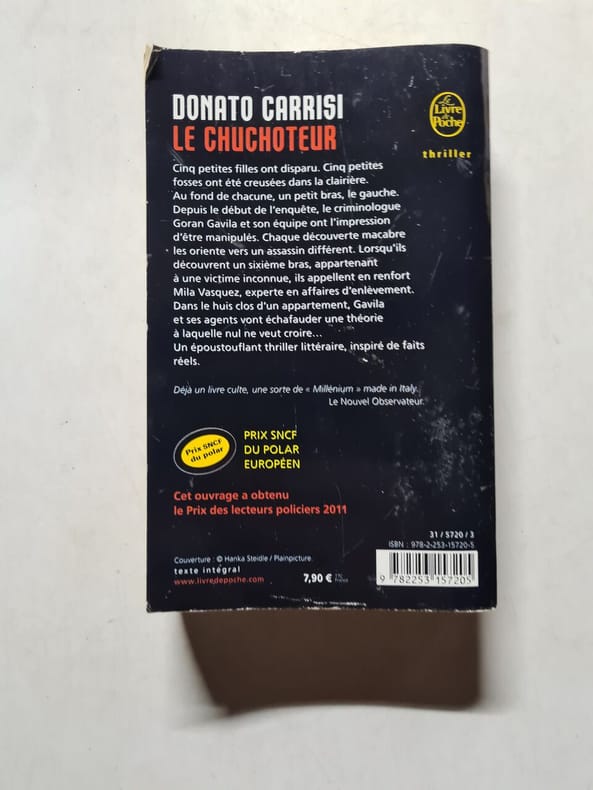 DONATO CARRISI
LE CHUCHOTEUR
Le
Livre
de
Poche
thriller
Cinq petites filles ont disparu. Cinq petites
fosses ont été creusées dans la clairière.
Au fond de chacune, un petit bras, le gauche.
Depuis le début de l'enquête, le criminologue
Goran Gavila et son équipe ont l'impression
d'être manipulés. Chaque découverte macabre
les oriente vers un assassin différent. Lorsqu'ils
découvrent un sixième bras, appartenant
à une victime inconnue, ils appellent en renfort
Mila Vasquez, experte en affaires d'enlèvement.
Dans le huis clos d'un appartement, Gavila
et ses agents vont échafauder une théorie
à laquelle nul ne veut croire…
Un époustouflant thriller littéraire, inspiré de faits
réels.
Déjà un livre culte, une sorte de « Millénium » made in Italy.
Le Nouvel Observateur.
Prix SNCF
du polar
PRIX SNCF
DU POLAR
EUROPÉEN
Cet ouvrage a obtenu
le Prix des lecteurs policiers 2011
31 / 5720 / 3
ISBN : 978-2-253-15720-5
Couverture : © Hanka Steidle / Plainpicture.
texte intégral
www.livredepoche.com
7,90 € TTC
France
9 782253 157205